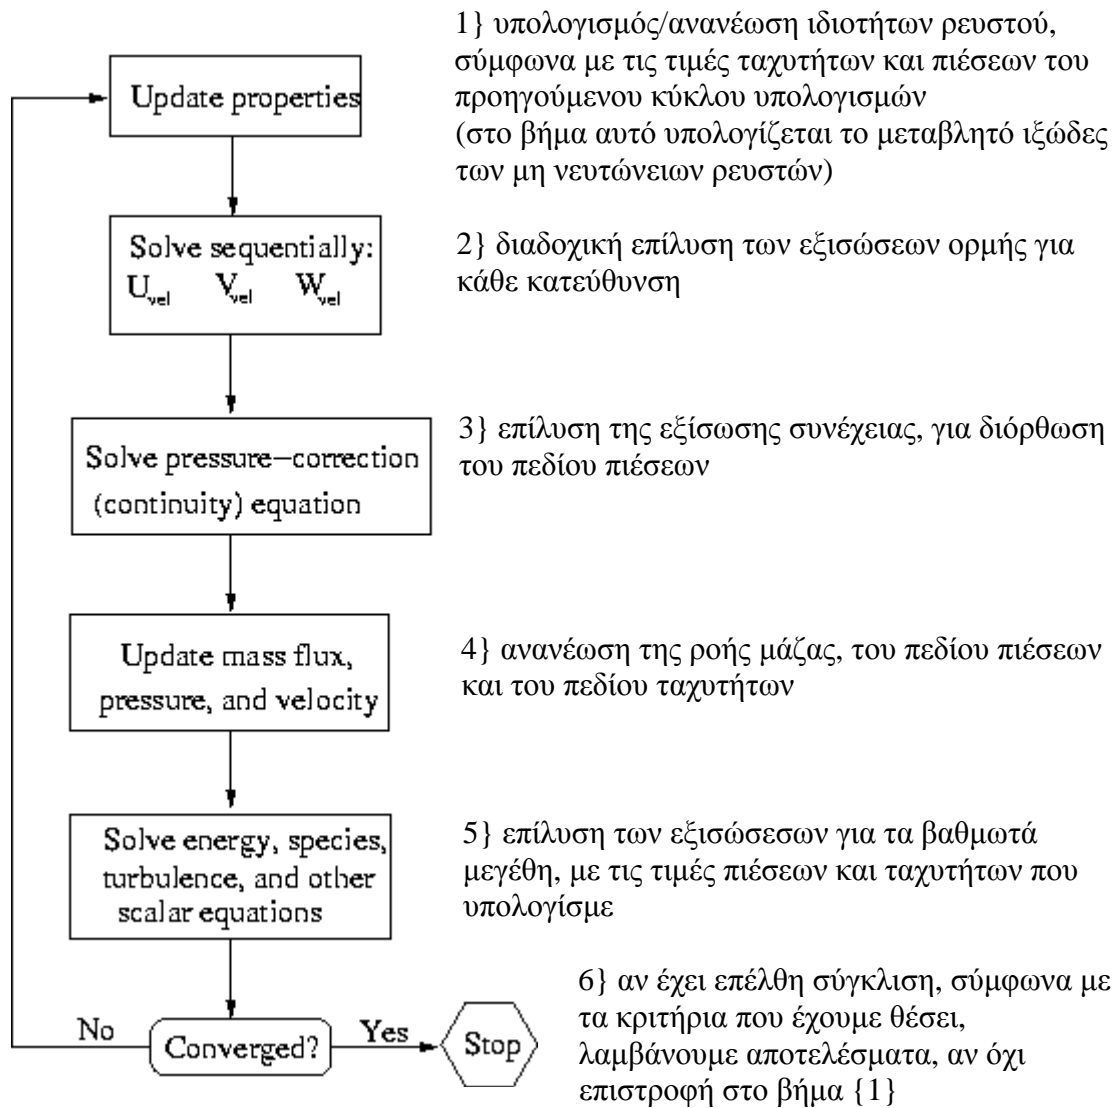 1} υπολογισμός/ανανέωση ιδιοτήτων ρευστού,
σύμφωνα με τις τιμές ταχυτήτων και πιέσεων του
προηγούμενου κύκλου υπολογισμών
(στο βήμα αυτό υπολογίζεται το μεταβλητό ιξώδες
των μη νευτώνειων ρευστών)
Update properties
2} διαδοχική επίλυση των εξισώσεων ορμής για
κάθε κατεύθυνση
Solve sequentially:
Uvel Vvel Wvel
3} επίλυση της εξίσωσης συνέχειας, για διόρθωση
του πεδίου πιέσεων
Solve pressure–correction
(continuity) equation
4} ανανέωση της ροής μάζας, του πεδίου πιέσεων
και του πεδίου ταχυτήτων
Update mass flux,
pressure, and velocity
5} επίλυση των εξισώσεσων για τα βαθμωτά
μεγέθη, με τις τιμές πιέσεων και ταχυτήτων που
υπολογίσμε
Solve energy, species,
turbulence, and other
scalar equations
6} αν έχει επέλθη σύγκλιση, σύμφωνα με
τα κριτήρια που έχουμε θέσει,
λαμβάνουμε αποτελέσματα, αν όχι
επιστροφή στο βήμα {1}
No
Converged?
Yes
Stop